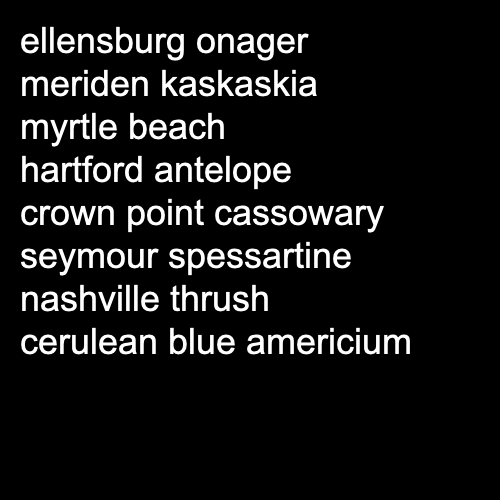 ellensburg onager
meriden kaskaskia
myrtle beach
hartford antelope
crown point cassowary
seymour spessartine
nashville thrush
cerulean blue americium